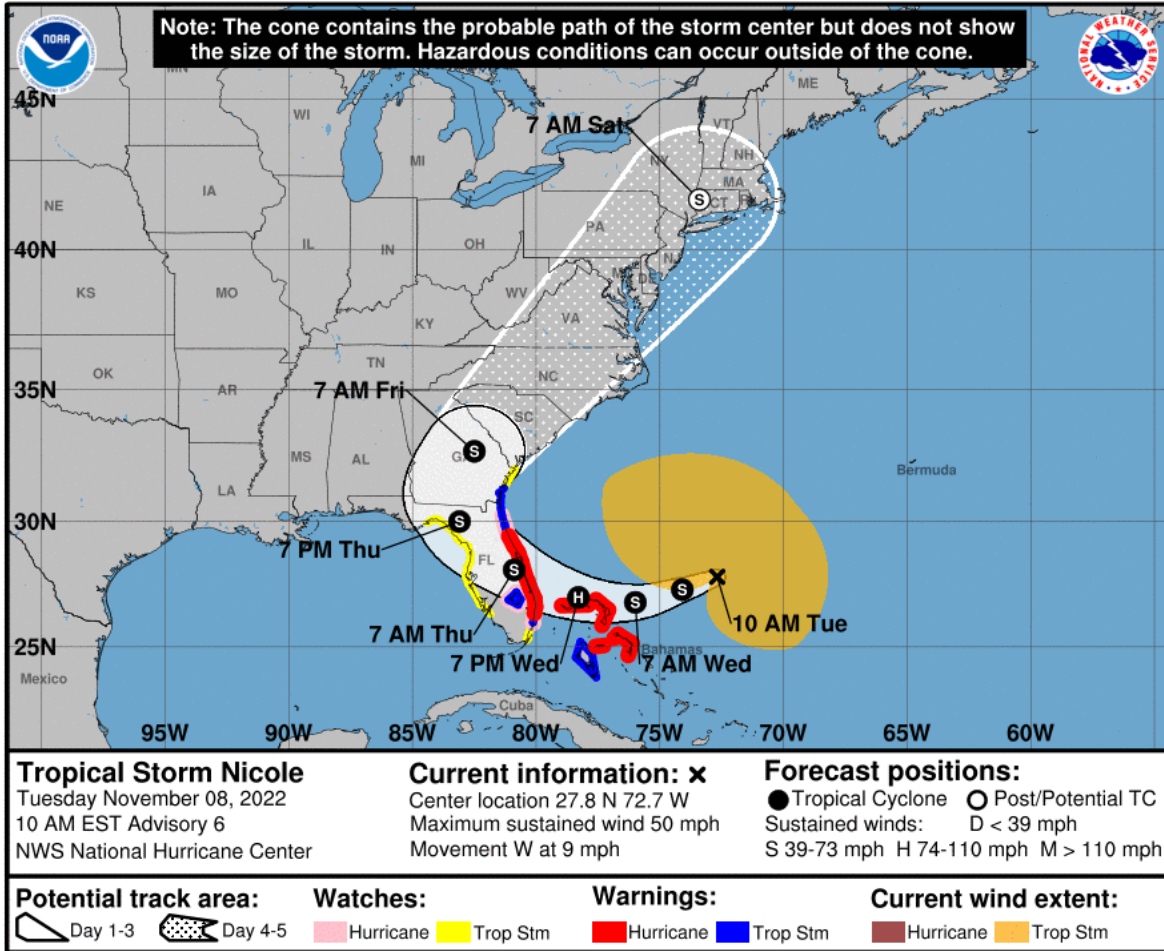 Note: The cone contains the probable path of the storm center but does not show
the size of the storm. Hazardous conditions can occur outside of the cone.
NOAA
NATIONAL WEATHER SERVICE
MN
ME
45N
WI
7 AM Sat
VT
NH
MI
NY
MA
IA
NE
CT
RI
PA
40N
IL
IN
OH
NJ
MD
DE
KS
MO
WV
VA
KY
TN
NC
OK
AR
35N
7 AM Fri
SC
MS
AL
GA
Bermuda
LA
30N
7 PM Thu
FL
S
S
S
H
S
S
S
10 AM Tue
7 AM Thu
7 PM Wed
7 AM Wed
25N
Bahamas
Mexico
Cuba
95W
90W
85W
80W
75W
70W
65W
60W
Tropical Storm Nicole
Tuesday November 08, 2022
10 AM EST Advisory 6
NWS National Hurricane Center
Current information: ×
Center location 27.8 N 72.7 W
Maximum sustained wind 50 mph
Movement W at 9 mph
Forecast positions:
Tropical Cyclone Post/Potential TC
Sustained winds: D < 39 mph
S 39-73 mph H 74-110 mph M > 110 mph
Potential track area:
Day 1-3 Day 4-5
Watches:
Hurricane Trop Stm
Warnings:
Hurricane Trop Stm
Current wind extent:
Hurricane Trop Stm